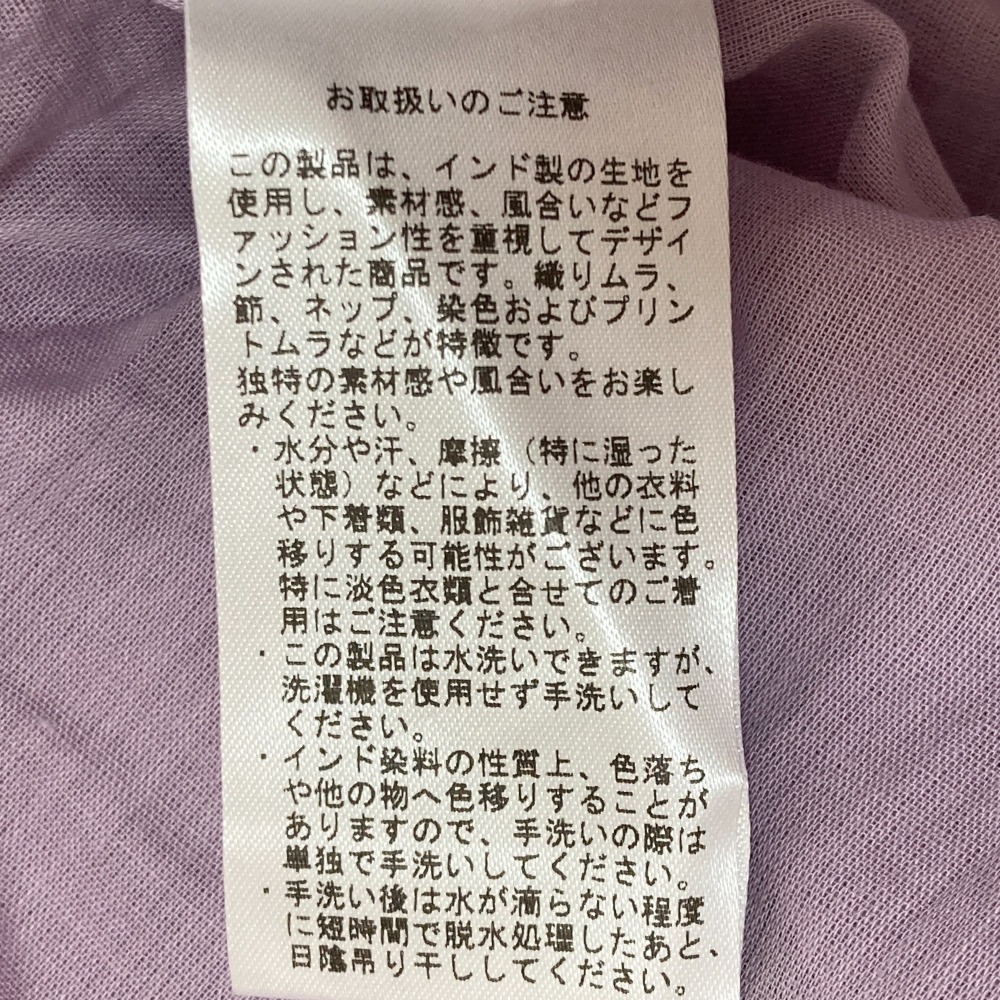 お取扱いのご注意
この製品は、インド製の生地を
使用し、素材感、風合いなどフ
ァッション性を重視してデザイ
ンされた商品です。織りムラ、
節、ネップ、染色およびプリン
トムラなどが特徴です。
独特の素材感や風合いをお楽し
みください。
・水分や汗、摩擦（特に湿った
状態）などにより、他の衣料
や下着類、服飾雑貨などに色
移りする可能性がございます。
特に淡色衣類と合せてのご着
用はご注意ください。
・この製品は水洗いできますが、
洗濯機を使用せず手洗いして
ください。
・インド染料の性質上、色落ち
や他の物へ色移りすることが
ありますので、手洗いの際は
単独で手洗いしてください。
・手洗い後は水が滴らない程度
に短時間で脱水処理したあと、
日陰吊り干ししてください。